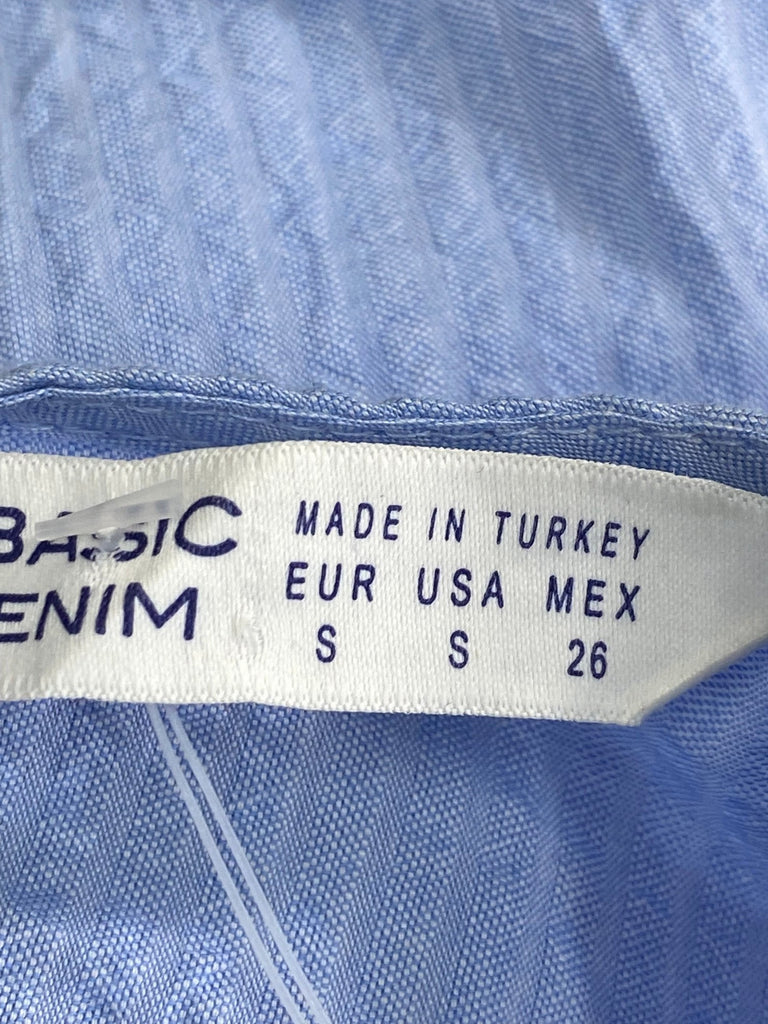 BASIC
ENIM
MADE IN TURKEY
EUR USA MEX
S S 26